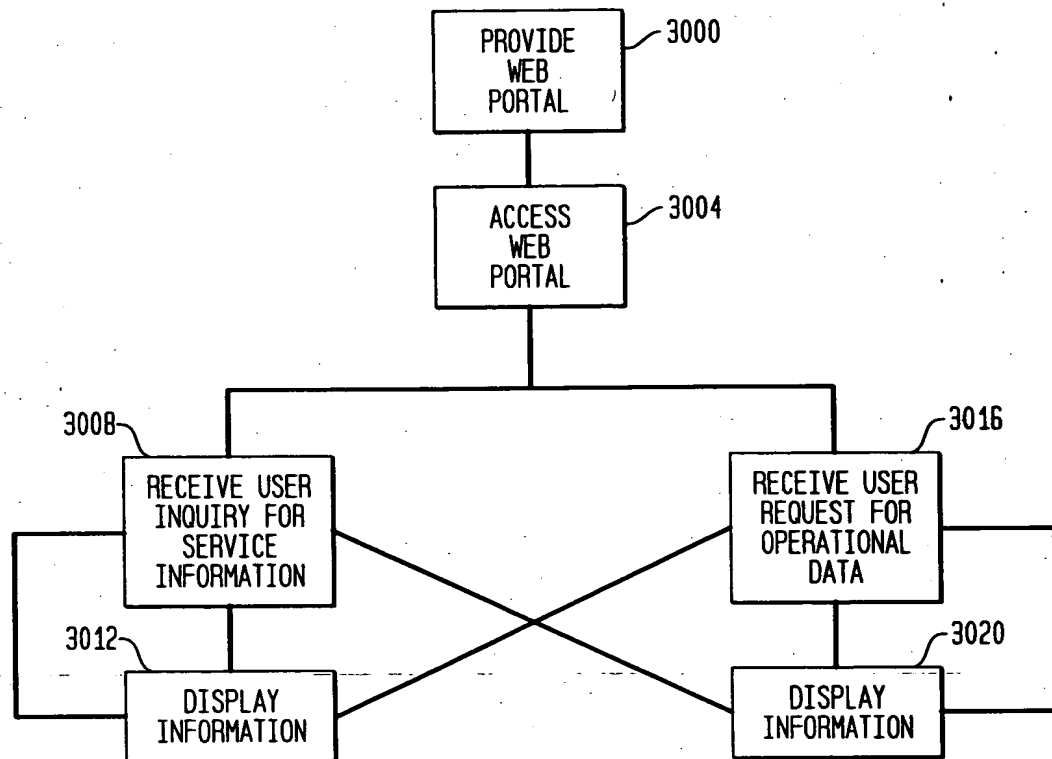 PROVIDE
WEB
PORTAL
3000
ACCESS
WEB
PORTAL
3004
3008
RECEIVE USER
INQUIRY FOR
SERVICE
INFORMATION
3016
RECEIVE USER
REQUEST FOR
OPERATIONAL
DATA
3012
DISPLAY
INFORMATION
3020
DISPLAY
INFORMATION